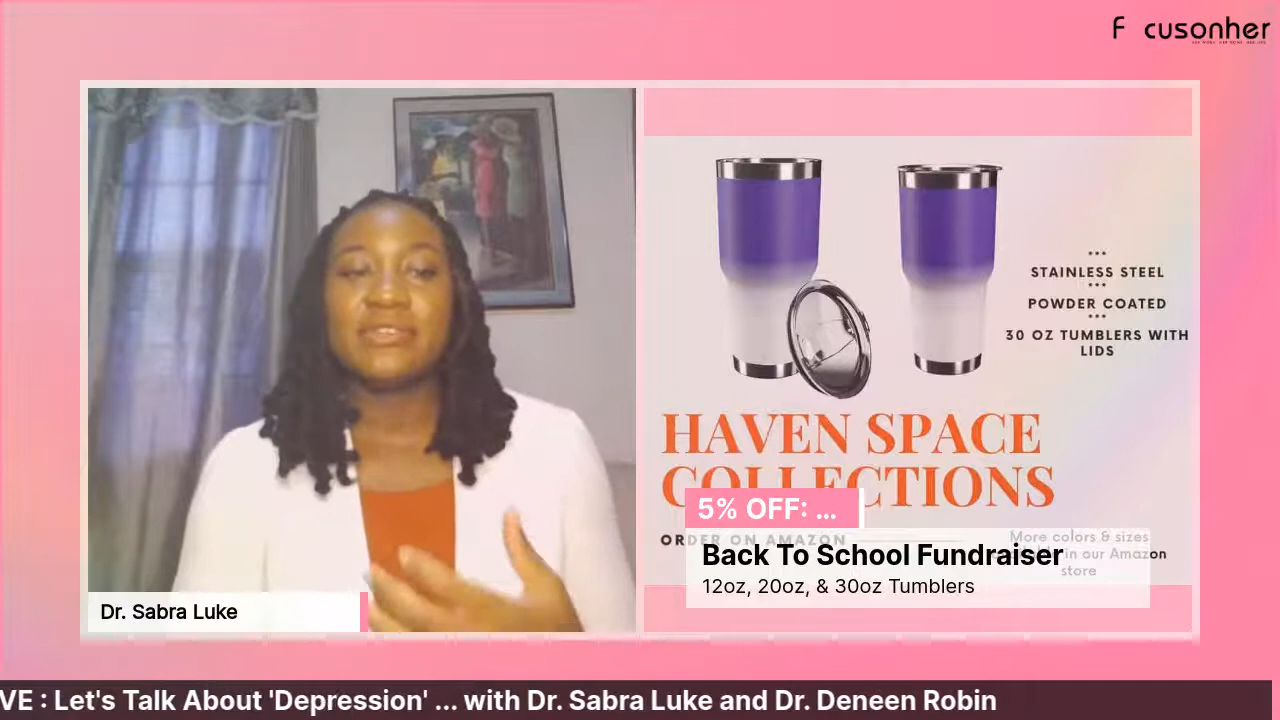 F cusonher
STAINLESS STEEL
POWDER COATED
30 OZ TUMBLERS WITH
LIDS
HAVEN SPACE
COLLECTIONS
5% OFF: ...
ORDER ON AMAZON
More colors & sizes
in our Amazon
store
Back To School Fundraiser
12oz, 20oz, & 30oz Tumblers
Dr. Sabra Luke
VE : Let's Talk About 'Depression' ... with Dr. Sabra Luke and Dr. Deneen Robin